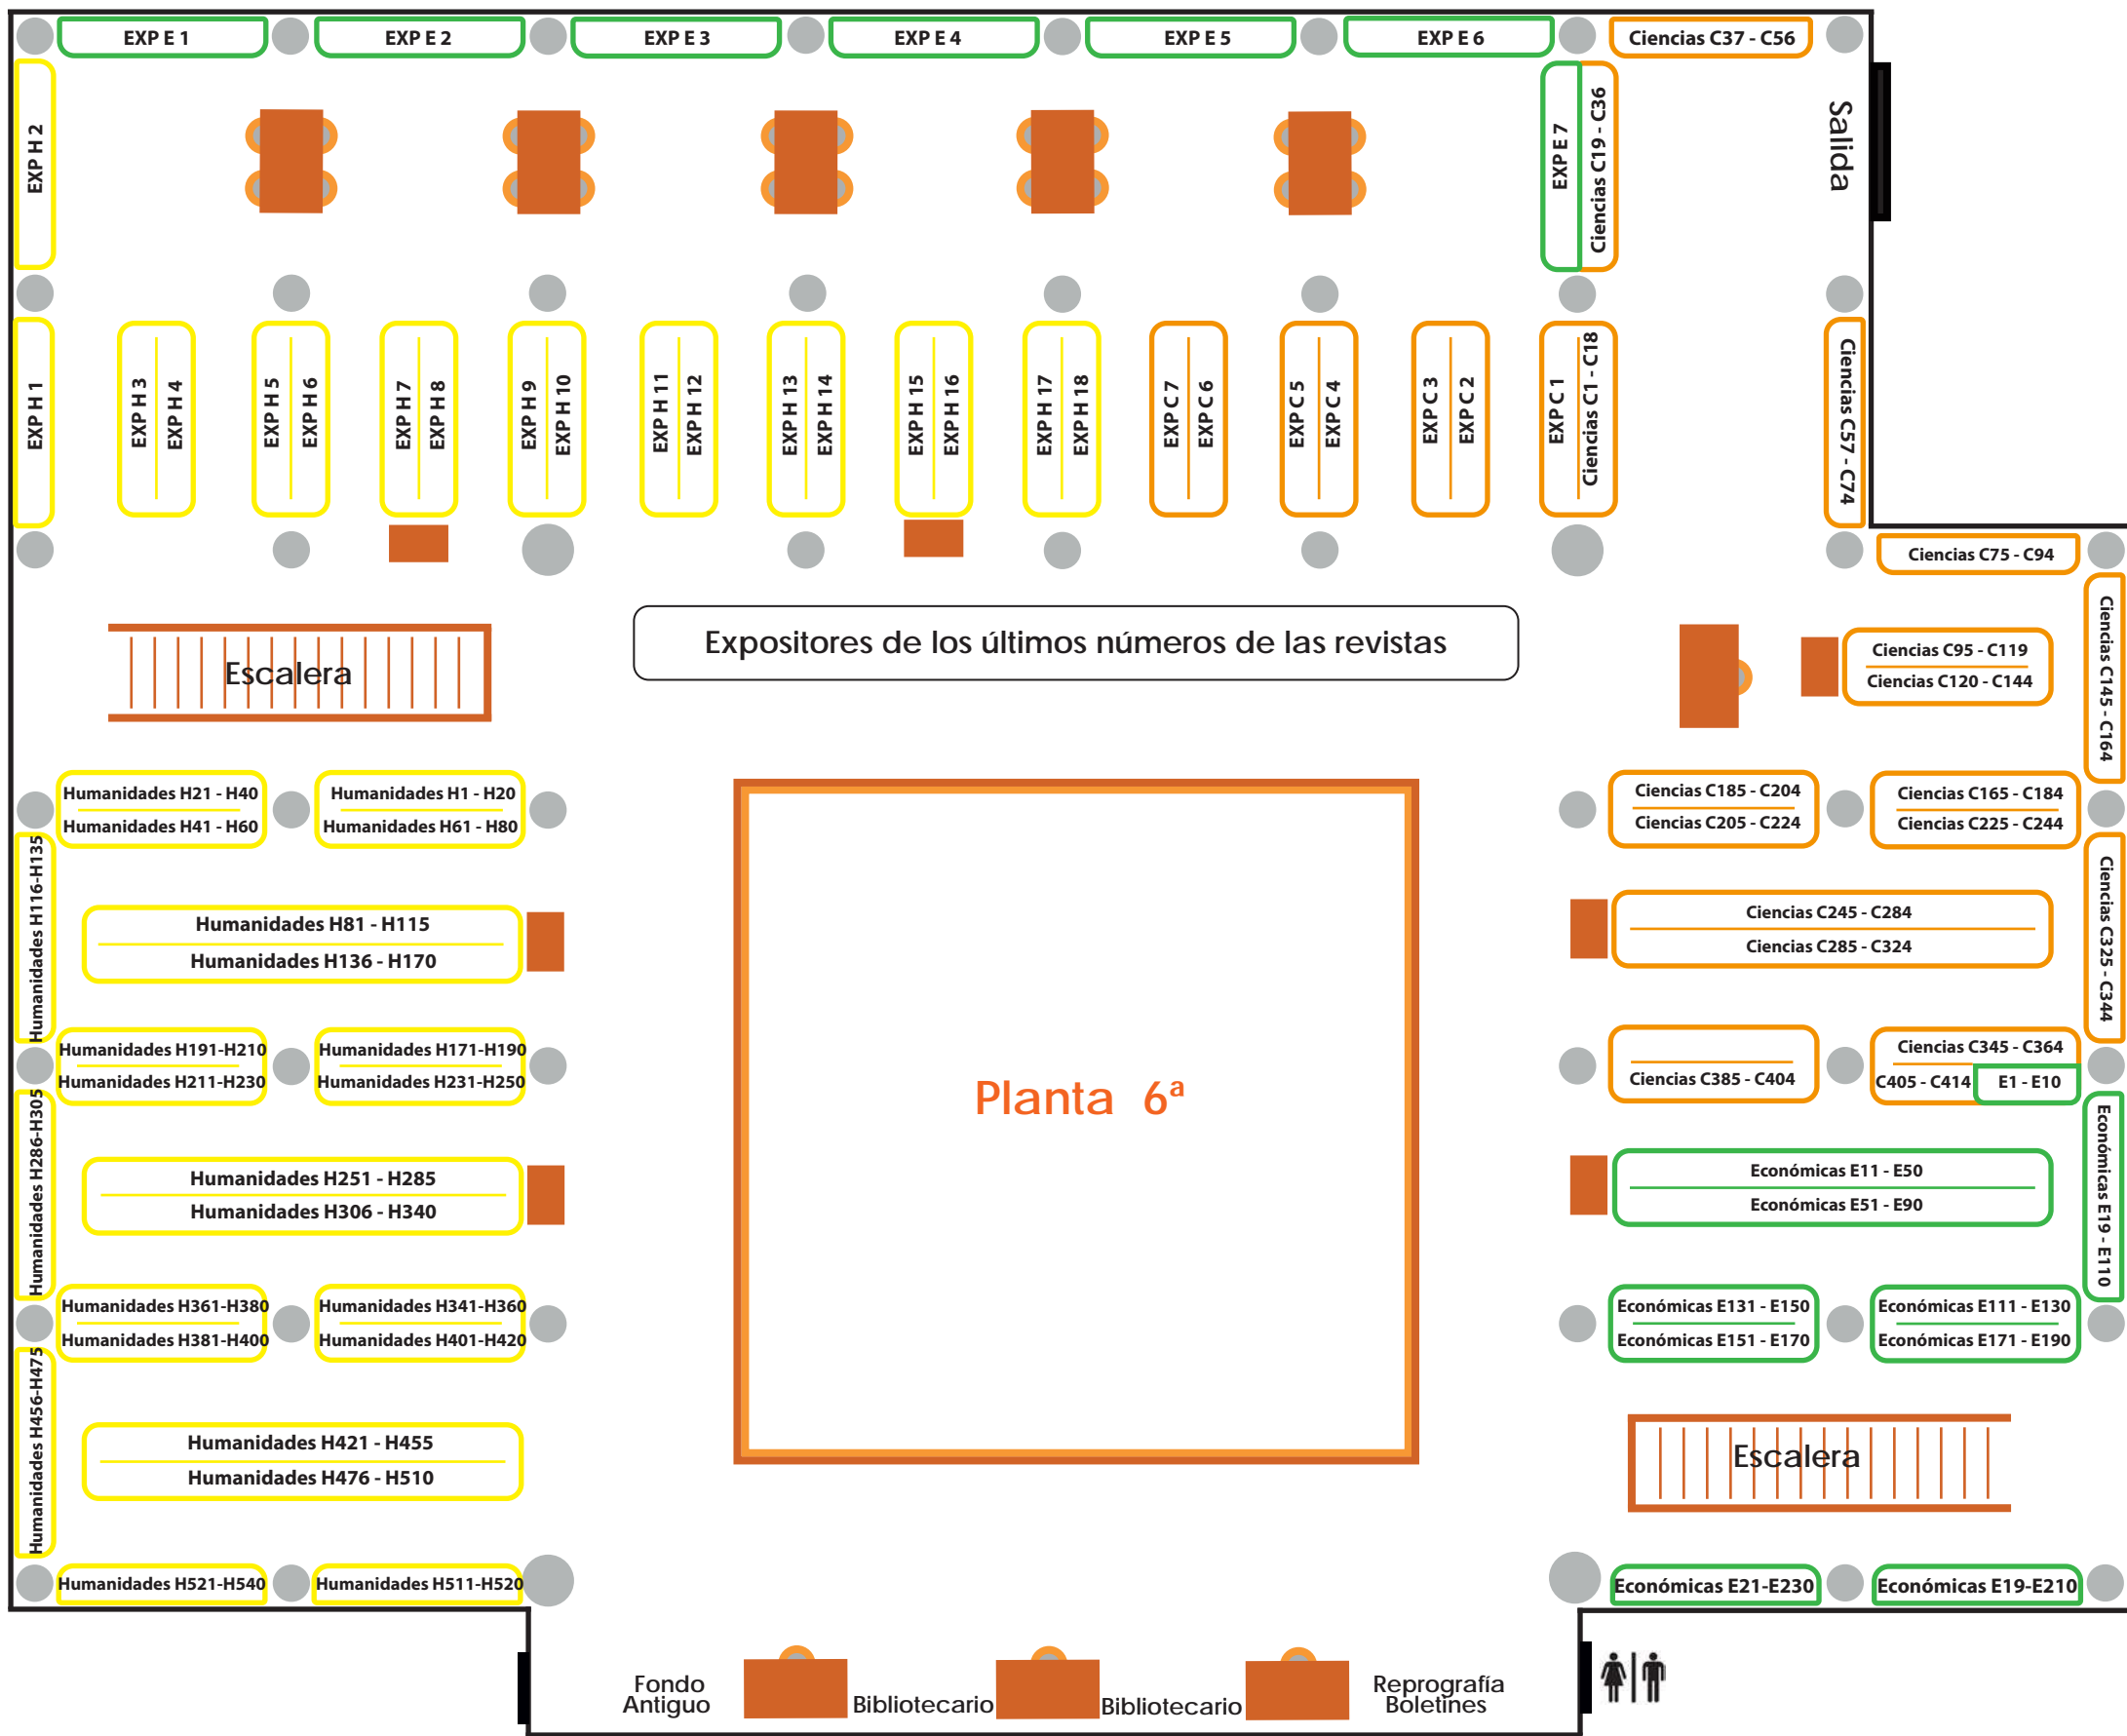 EXP E 1
EXP E 2
EXP E 3
EXP E 4
EXP E 5
EXP E 6
Ciencias C37 - C56
EXP H 2
EXP E 7
Ciencias C19 - C36
Salida
EXP H 1
EXP H 3
EXP H 4
EXP H 5
EXP H 6
EXP H 7
EXP H 8
EXP H 9
EXP H 10
EXP H 11
EXP H 12
EXP H 13
EXP H 14
EXP H 15
EXP H 16
EXP H 17
EXP H 18
EXP C 7
EXP C 6
EXP C 5
EXP C 4
EXP C 3
EXP C 2
EXP C 1
Ciencias C1 - C18
Ciencias C57 - C74
Ciencias C75 - C94
Expositores de los últimos números de las revistas
Escalera
Ciencias C95 - C119
Ciencias C120 - C144
Ciencias C145 - C164
Humanidades H21 - H40
Humanidades H41 - H60
Humanidades H1 - H20
Humanidades H61 - H80
Ciencias C185 - C204
Ciencias C205 - C224
Ciencias C165 - C184
Ciencias C225 - C244
Humanidades H116-H135
Humanidades H81 - H115
Humanidades H136 - H170
Ciencias C245 - C284
Ciencias C285 - C324
Ciencias C325 - C344
Humanidades H191-H210
Humanidades H211-H230
Humanidades H171-H190
Humanidades H231-H250
Planta 6ª
Ciencias C385 - C404
Ciencias C345 - C364
C405 - C414
E1 - E10
Humanidades H286-H305
Humanidades H251 - H285
Humanidades H306 - H340
Económicas E11 - E50
Económicas E51 - E90
Económicas E19 - E110
Humanidades H361-H380
Humanidades H381-H400
Humanidades H341-H360
Humanidades H401-H420
Económicas E131 - E150
Económicas E151 - E170
Económicas E111 - E130
Económicas E171 - E190
Humanidades H456-H475
Humanidades H421 - H455
Humanidades H476 - H510
Escalera
Humanidades H521-H540
Humanidades H511-H520
Económicas E21-E230
Económicas E19-E210
Fondo
Antiguo
Bibliotecario
Bibliotecario
Reprografía
Boletines